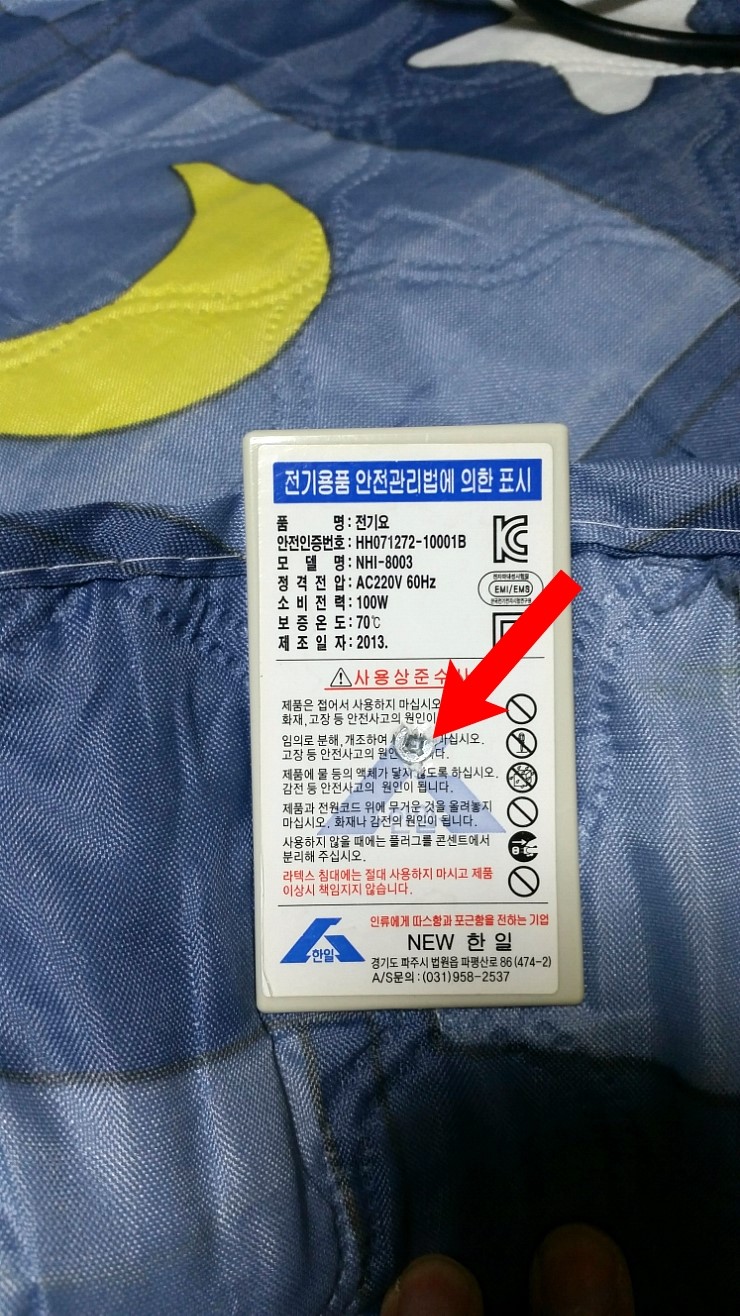 전기용품 안전관리법에 의한 표시
품 명 : 전기요
안전인증번호 : HH071272-10001B
모 델 명 : NHI-8003
정 격 전 압 : AC220V 60Hz
소 비 전 력 : 100W
보 증 온 도 : 70℃
제 조 일 자 : 2013.
EMI/EMS
사용상준수
제품은 접어서 사용하지 마십시오
화재, 고장 등 안전사고의 원인이
임의로 분해, 개조하여 마십시오.
고장 등 안전사고의
제품에 물 등의 액체가 닿지 않도록 하십시오.
감전 등 안전사고의 원인이 됩니다.
제품과 전원코드 위에 무거운 것을 올려놓지
마십시오. 화재나 감전의 원인이 됩니다.
사용하지 않을 때에는 플러그를 콘센트에서
분리해 주십시오.
라텍스 침대에는 절대 사용하지 마시고 제품
이상시 책임지지 않습니다.
한일
인류에게 따스함과 포근함을 전하는 기업
NEW 한일
경기도 파주시 법원읍 파평산로 86 (474-2)
A/S문의 : (031)958-2537